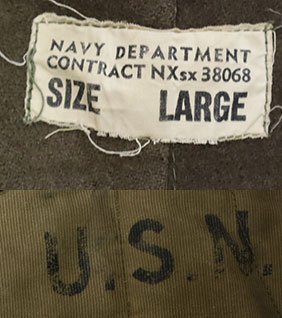 NAVY DEPARTMENT
CONTRACT NXsx 38068
SIZE LARGE
U.S.N.